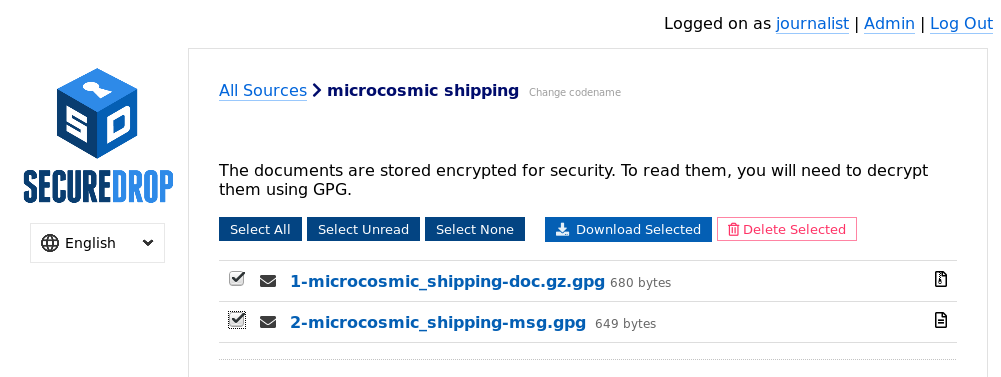 Logged on as journalist | Admin | Log Out
All Sources microcosmic shipping Change codename
SECUREDROP
English
The documents are stored encrypted for security. To read them, you will need to decrypt
them using GPG.
Select All Select Unread Select None Download Selected Delete Selected
1-microcosmic_shipping-doc.gz.gpg 680 bytes
2-microcosmic_shipping-msg.gpg 649 bytes